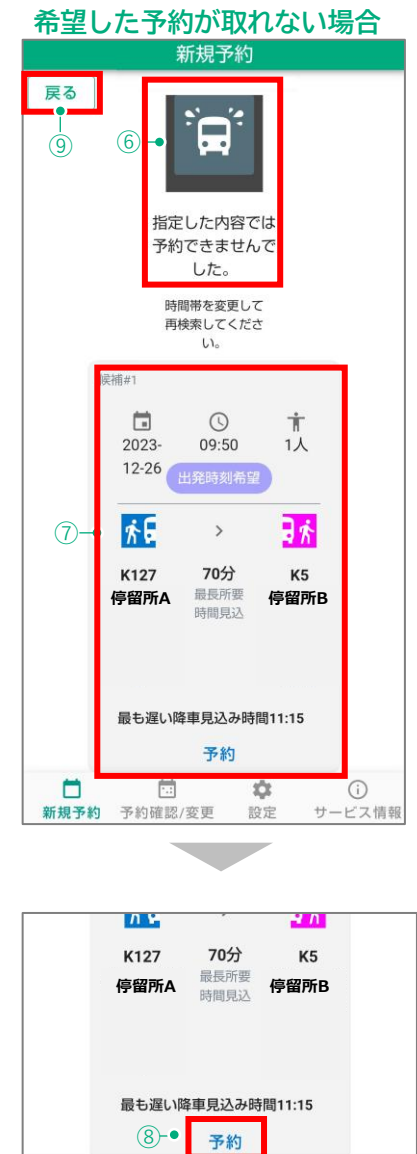 希望した予約が取れない場合
新規予約
戻る
⑨
⑥
指定した内容では
予約できませんで
した。
時間帯を変更して
再検索してくださ
い。
候補#1
2023-
12-26
09:50
1人
出発時刻希望
⑦
>
K127
停留所A
70分
最長所要
時間見込
K5
停留所B
最も遅い降車見込み時間11:15
予約
新規予約 予約確認/変更 設定 サービス情報
K127
停留所A
70分
最長所要
時間見込
K5
停留所B
最も遅い降車見込み時間11:15
⑧
予約